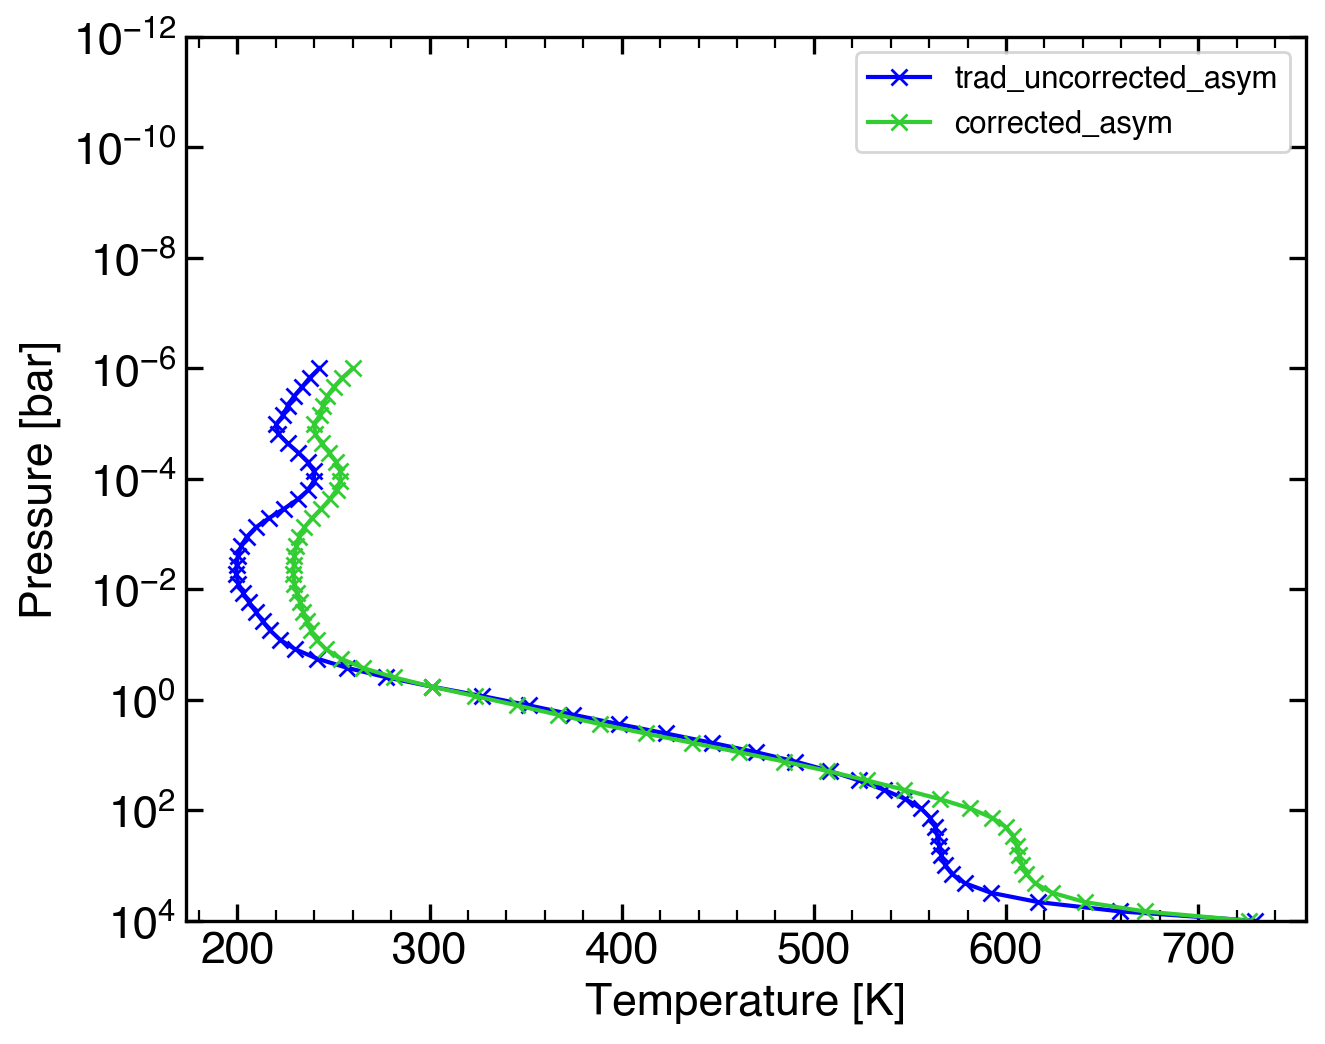 10⁻¹²
10⁻¹⁰
10⁻⁸
10⁻⁶
10⁻⁴
10⁻²
10⁰
10²
10⁴
Pressure [bar]
trad_uncorrected_asym
corrected_asym
200 300 400 500 600 700
Temperature [K]